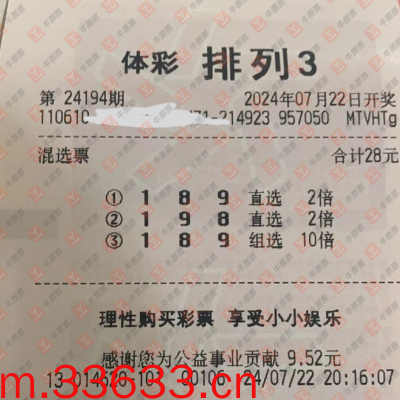 体彩 排列3
第 24194期 2024年07月22日开奖
110610 214923 957050 MTVHTg
混选票 合计28元
① 1 8 9 直选 2倍
② 1 9 8 直选 2倍
③ 1 8 9 组选 10倍
理性购买彩票 享受小小娱乐
感谢您为公益事业贡献 9.52元
m.33633.cn
13-014620-101 00106 24/07/22 20:16:07